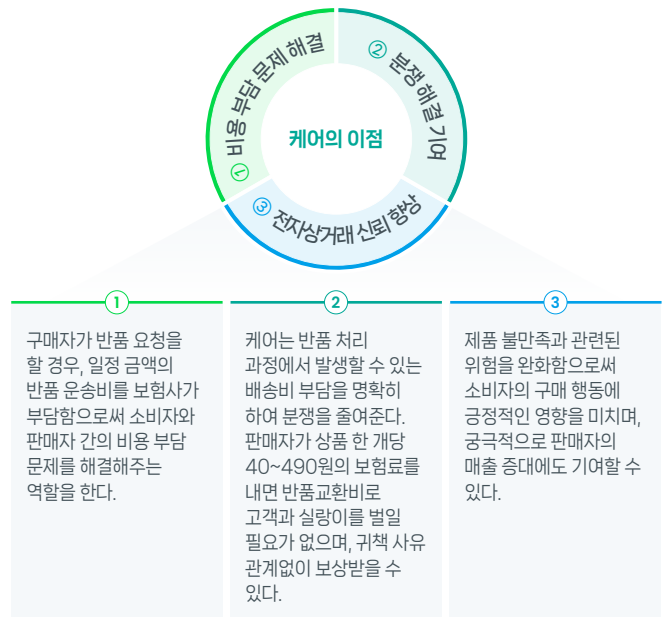 ① 비용 부담 문제 해결
② 분쟁 해결 기여
케어의 이점
③ 전자상거래 신뢰 향상
1
구매자가 반품 요청을
할 경우, 일정 금액의
반품 운송비를 보험사가
부담함으로써 소비자와
판매자 간의 비용 부담
문제를 해결해주는
역할을 한다.
2
케어는 반품 처리
과정에서 발생할 수 있는
배송비 부담을 명확히
하여 분쟁을 줄여준다.
판매자가 상품 한 개당
40~490원의 보험료를
내면 반품교환비로
고객과 실랑이를 벌일
필요가 없으며, 귀책 사유
관계없이 보상받을 수
있다.
3
제품 불만족과 관련된
위험을 완화함으로써
소비자의 구매 행동에
긍정적인 영향을 미치며,
궁극적으로 판매자의
매출 증대에도 기여할 수
있다.